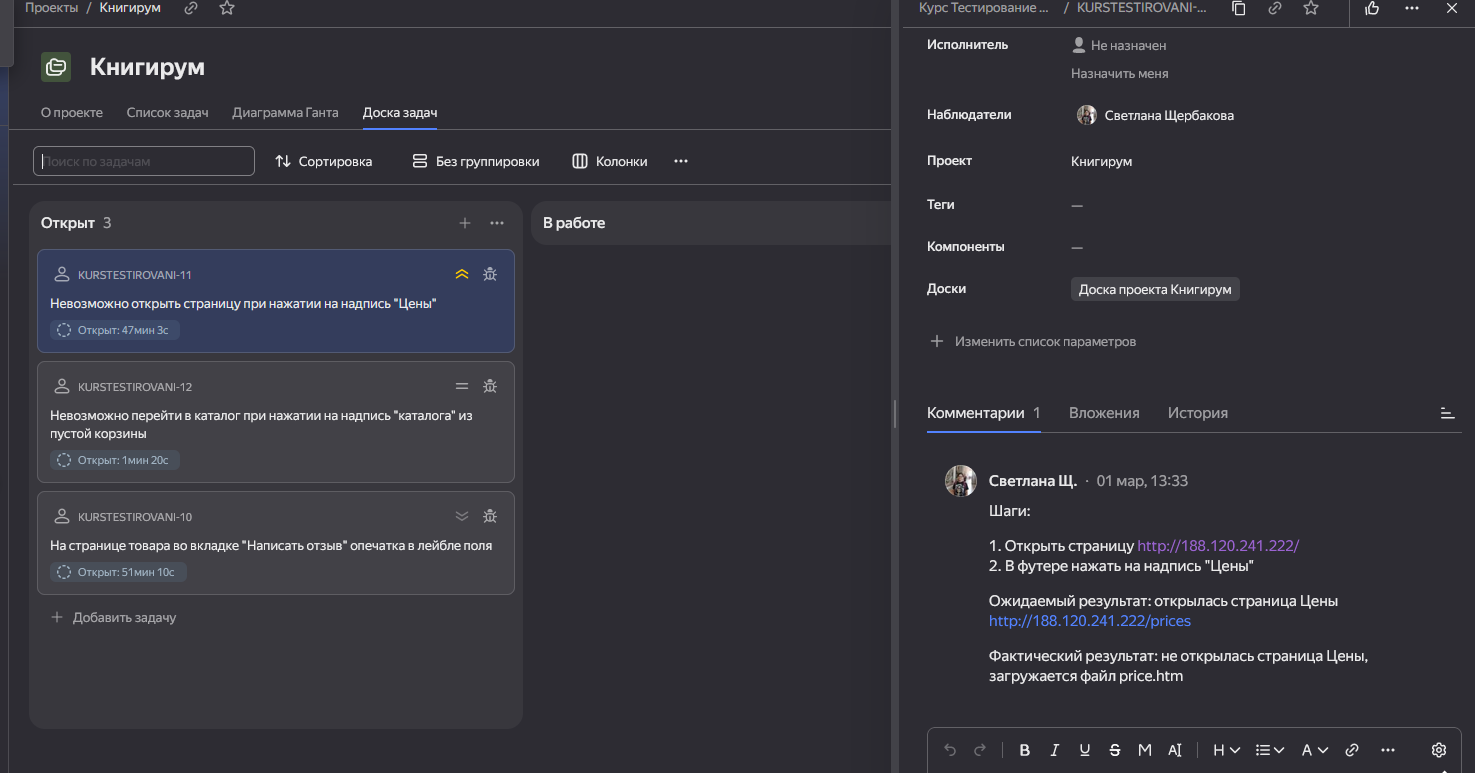 Проекты / Книгирум
Книгирум
О проекте Список задач Диаграмма Ганта Доска задач
Поиск по задачам Сортировка Без группировки Колонки
Открыт 3
KURSTESTIROVANI-11
Невозможно открыть страницу при нажатии на надпись "Цены"
Открыт: 47мин 3с
KURSTESTIROVANI-12
Невозможно перейти в каталог при нажатии на надпись "каталога" из
пустой корзины
Открыт: 1мин 20с
KURSTESTIROVANI-10
На странице товара во вкладке "Написать отзыв" опечатка в лейбле поля
Открыт: 51мин 10с
Добавить задачу
В работе
Курс Тестирование ... / KURSTESTIROVANI-...
Исполнитель Не назначен
Назначить меня
Наблюдатели Светлана Щербакова
Проект Книгирум
Теги —
Компоненты —
Доски Доска проекта Книгирум
Изменить список параметров
Комментарии 1 Вложения История
Светлана Щ. · 01 мар, 13:33
Шаги:
1. Открыть страницу http://188.120.241.222/
2. В футере нажать на надпись "Цены"
Ожидаемый результат: открылась страница Цены
http://188.120.241.222/prices
Фактический результат: не открылась страница Цены,
загружается файл price.htm